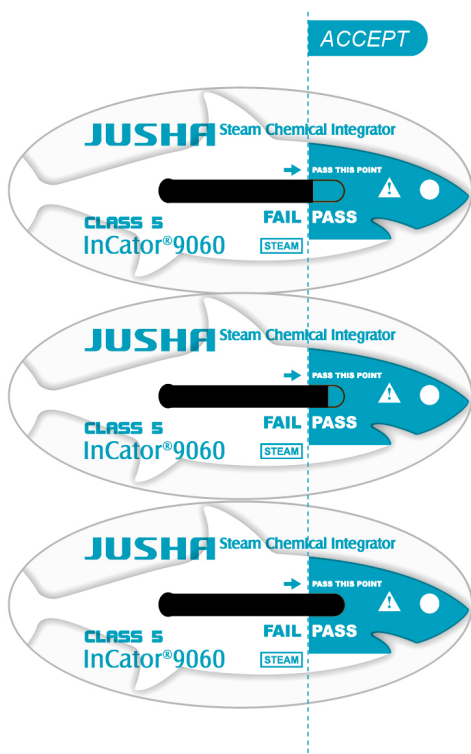 ACCEPT
JUSHA Steam Chemical Integrator
PASS THIS POINT
FAIL PASS
CLASS 5
InCator®9060
STEAM
JUSHA Steam Chemical Integrator
PASS THIS POINT
FAIL PASS
CLASS 5
InCator®9060
STEAM
JUSHA Steam Chemical Integrator
PASS THIS POINT
FAIL PASS
CLASS 5
InCator®9060
STEAM